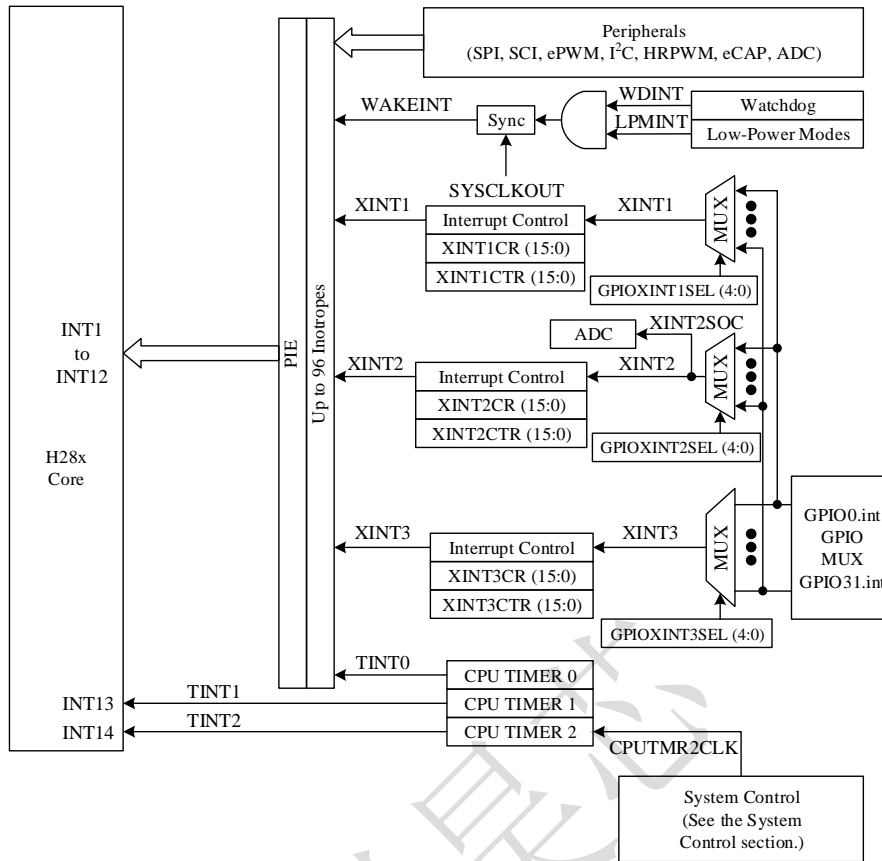 Peripherals
(SPI, SCI, ePWM, I²C, HRPWM, eCAP, ADC)
WAKEINT
Sync
WDINT
Watchdog
LPMINT
Low-Power Modes
SYSCLKOUT
XINT1
Interrupt Control
XINT1CR (15:0)
XINT1CTR (15:0)
XINT1
MUX
GPIOXINT1SEL (4:0)
INT1
to
INT12
H28x
Core
PIE
Up to 96 Inotropes
ADC
XINT2SOC
XINT2
Interrupt Control
XINT2CR (15:0)
XINT2CTR (15:0)
XINT2
MUX
GPIOXINT2SEL (4:0)
XINT3
Interrupt Control
XINT3CR (15:0)
XINT3CTR (15:0)
XINT3
MUX
GPIOXINT3SEL (4:0)
GPIO0.int
GPIO
MUX
GPIO31.int
TINT0
CPU TIMER 0
INT13
TINT1
CPU TIMER 1
INT14
TINT2
CPU TIMER 2
CPUTMR2CLK
System Control
(See the System
Control section.)
昊芯